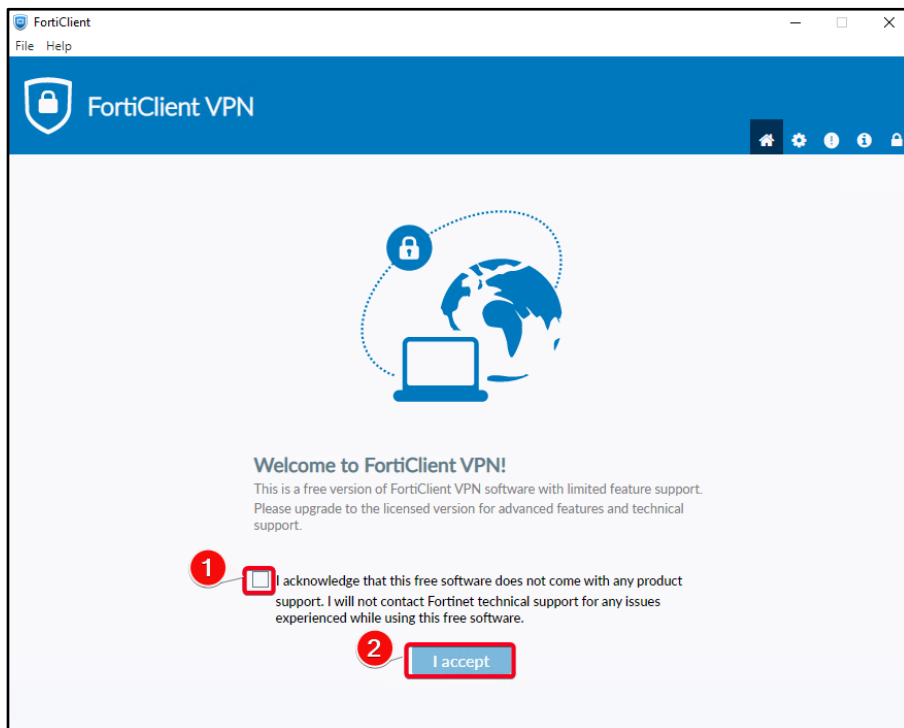 FortiClient
File Help
FortiClient VPN
Welcome to FortiClient VPN!
This is a free version of FortiClient VPN software with limited feature support.
Please upgrade to the licensed version for advanced features and technical
support.
1
I acknowledge that this free software does not come with any product
support. I will not contact Fortinet technical support for any issues
experienced while using this free software.
2
I accept